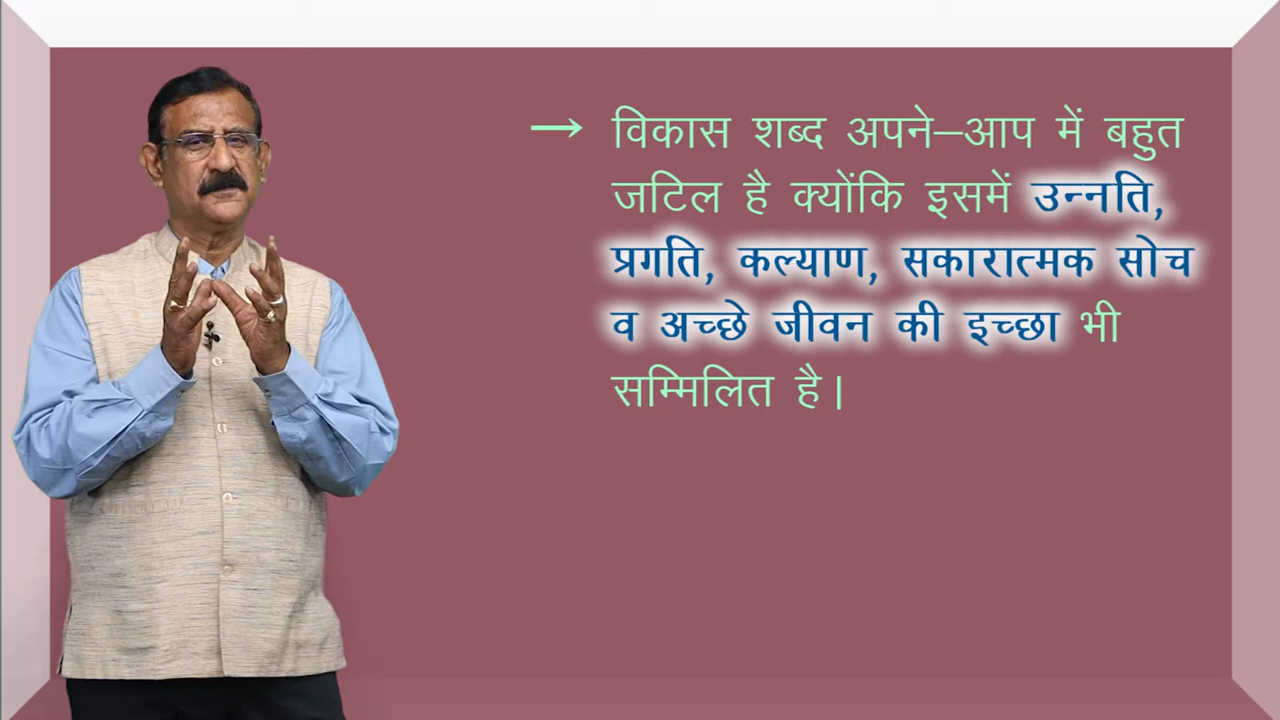 → विकास शब्द अपने–आप में बहुत
जटिल है क्योंकि इसमें उन्नति,
प्रगति, कल्याण, सकारात्मक सोच
व अच्छे जीवन की इच्छा भी
सम्मिलित है।